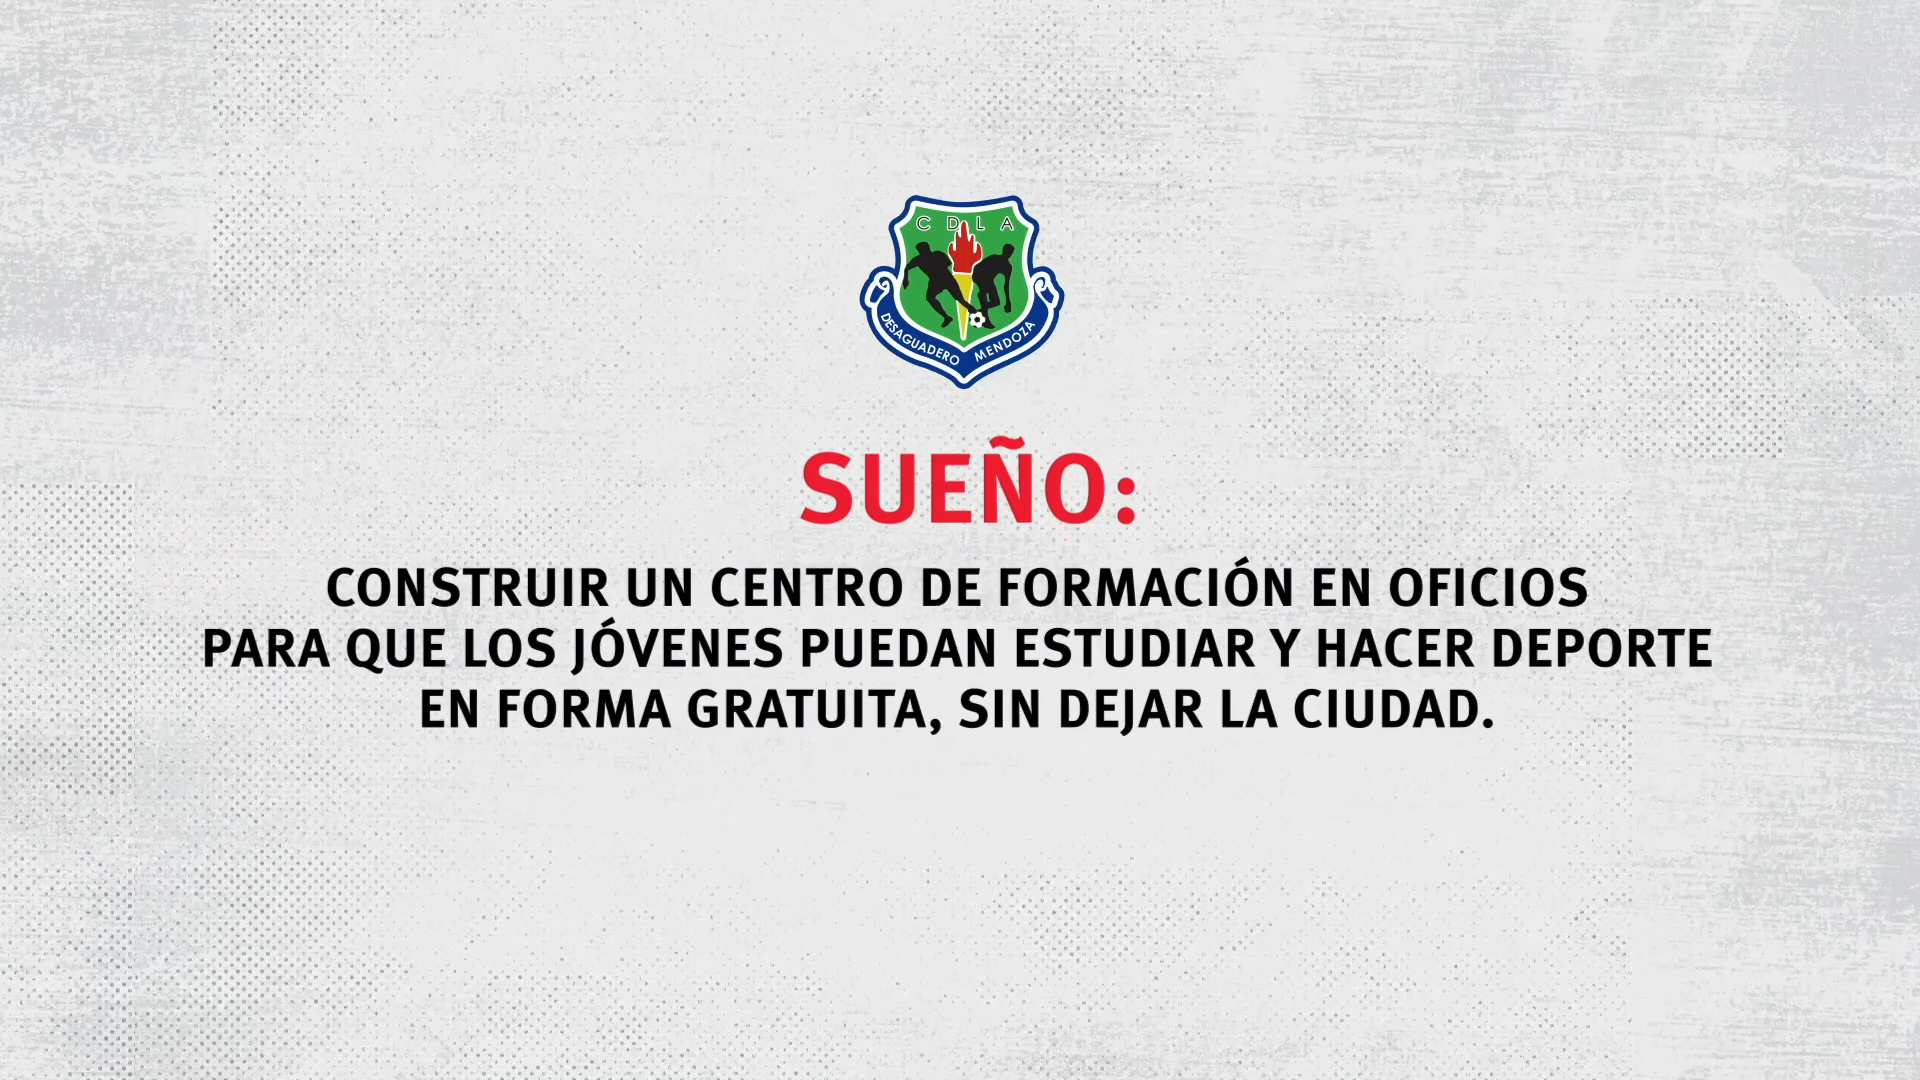 C D L A
DESAGUADERO MENDOZA
SUEÑO:
CONSTRUIR UN CENTRO DE FORMACIÓN EN OFICIOS
PARA QUE LOS JÓVENES PUEDAN ESTUDIAR Y HACER DEPORTE
EN FORMA GRATUITA, SIN DEJAR LA CIUDAD.